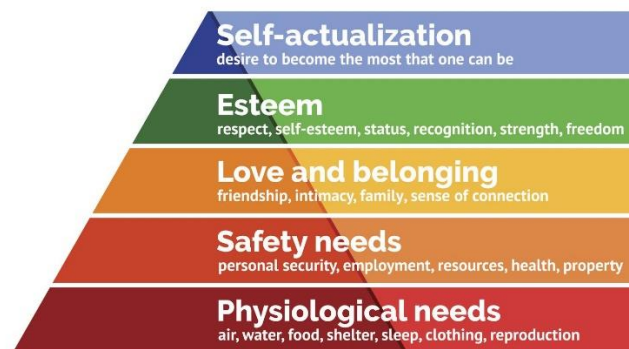 Self-actualization
desire to become the most that one can be
Esteem
respect, self-esteem, status, recognition, strength, freedom
Love and belonging
friendship, intimacy, family, sense of connection
Safety needs
personal security, employment, resources, health, property
Physiological needs
air, water, food, shelter, sleep, clothing, reproduction